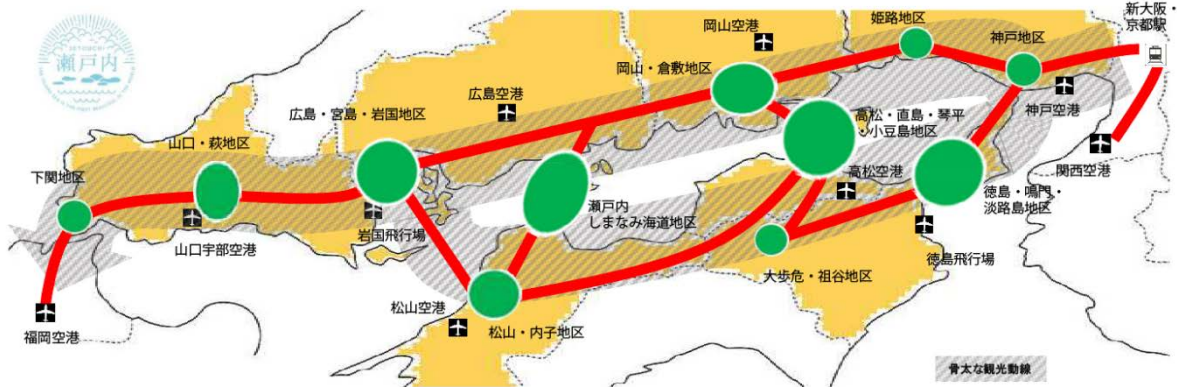 SETOUCHI
瀬戸内
下関地区
山口・萩地区
広島・宮島・岩国地区
広島空港
岡山空港
岡山・倉敷地区
姫路地区
神戸地区
新大阪・
京都駅
神戸空港
関西空港
高松・直島・琴平
・小豆島地区
高松空港
瀬戸内
しまなみ海道地区
徳島・鳴門・
淡路島地区
徳島飛行場
大歩危・祖谷地区
岩国飛行場
山口宇部空港
松山空港
松山・内子地区
福岡空港
骨太な観光動線